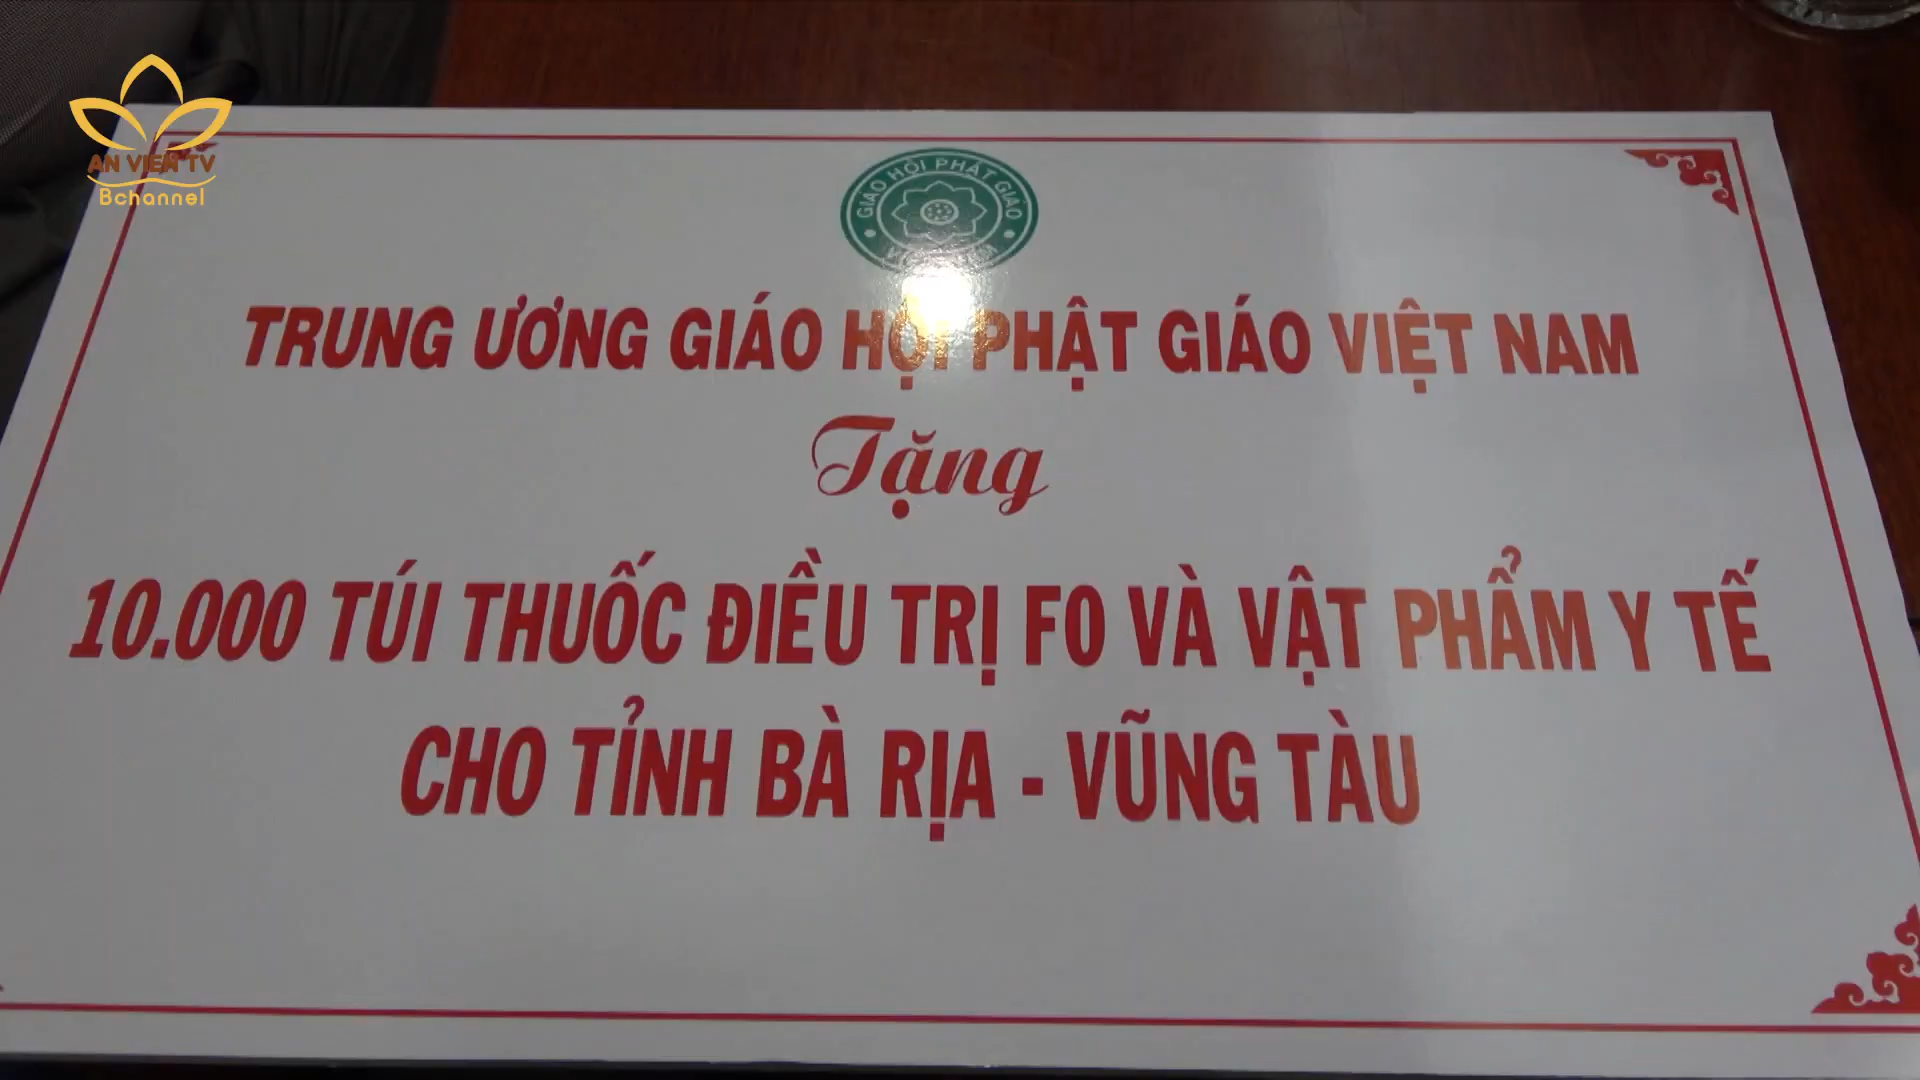 AN VIEN TV
Bchannel
GIÁO HỘI PHẬT GIÁO
TRUNG ƯƠNG GIÁO HỘI PHẬT GIÁO VIỆT NAM
Tặng
10.000 TÚI THUỐC ĐIỀU TRỊ F0 VÀ VẬT PHẨM Y TẾ
CHO TỈNH BÀ RỊA - VŨNG TÀU